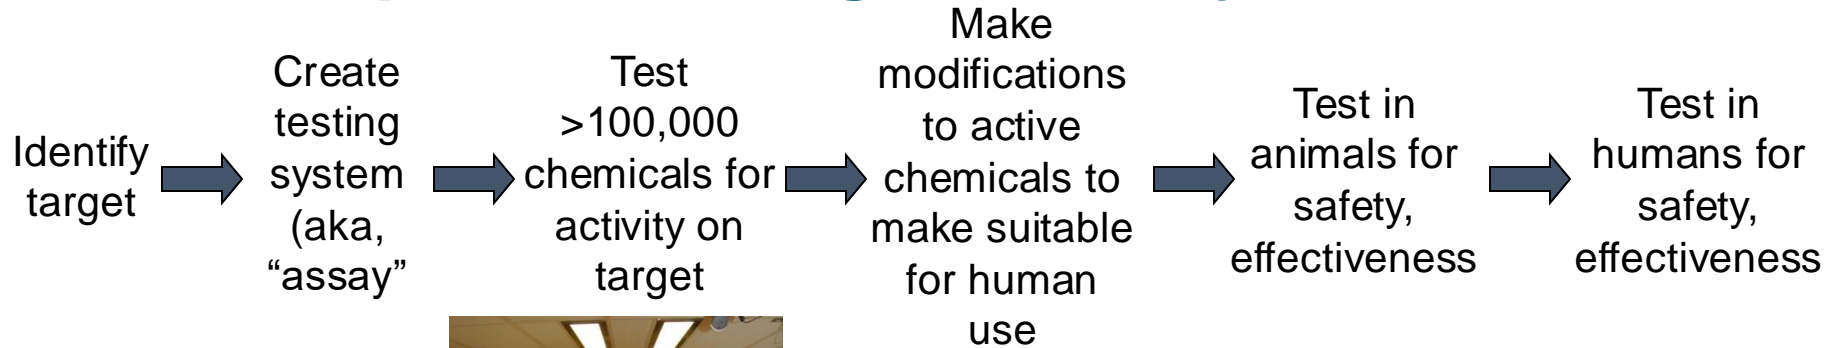 Identify
target
Create
testing
system
(aka,
“assay”
Test
>100,000
chemicals for
activity on
target
Make
modifications
to active
chemicals to
make suitable
for human
use
Test in
animals for
safety,
effectiveness
Test in
humans for
safety,
effectiveness